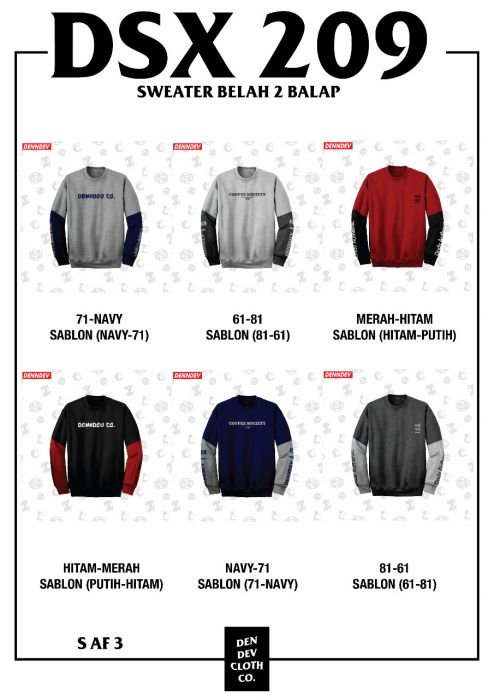 DSX 209
SWEATER BELAH 2 BALAP
DENNDEV
DENNDEV
DENNDEV
DENNDEV CO.
COFFEE SOCIETY
71-NAVY
SABLON (NAVY-71)
61-81
SABLON (81-61)
MERAH-HITAM
SABLON (HITAM-PUTIH)
DENNDEV
DENNDEV
DENNDEV
DENNDEV CO.
COFFEE SOCIETY
HITAM-MERAH
SABLON (PUTIH-HITAM)
NAVY-71
SABLON (71-NAVY)
81-61
SABLON (61-81)
S AF 3
DEN
DEV
CLOTH
CO.